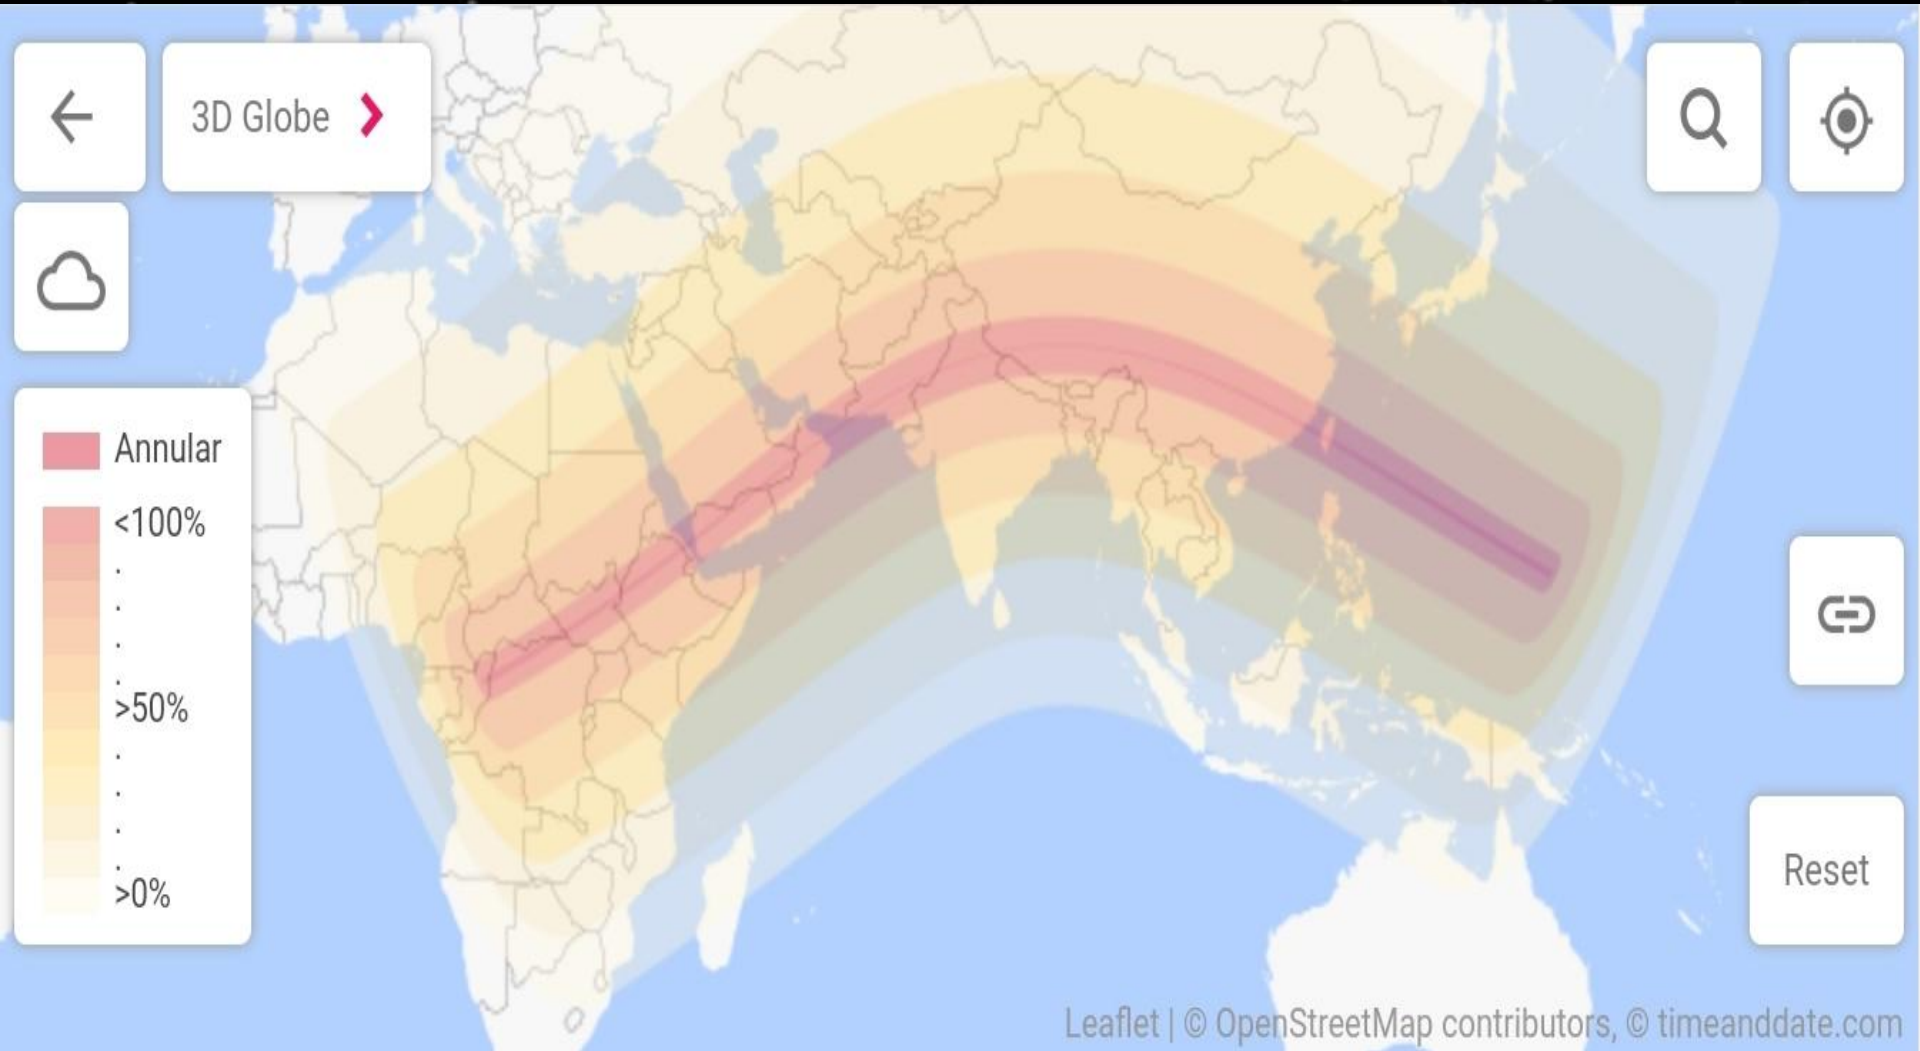 3D Globe
Annular
<100%
.
.
.
.
>50%
.
.
.
.
>0%
Reset
Leaflet | © OpenStreetMap contributors, © timeanddate.com